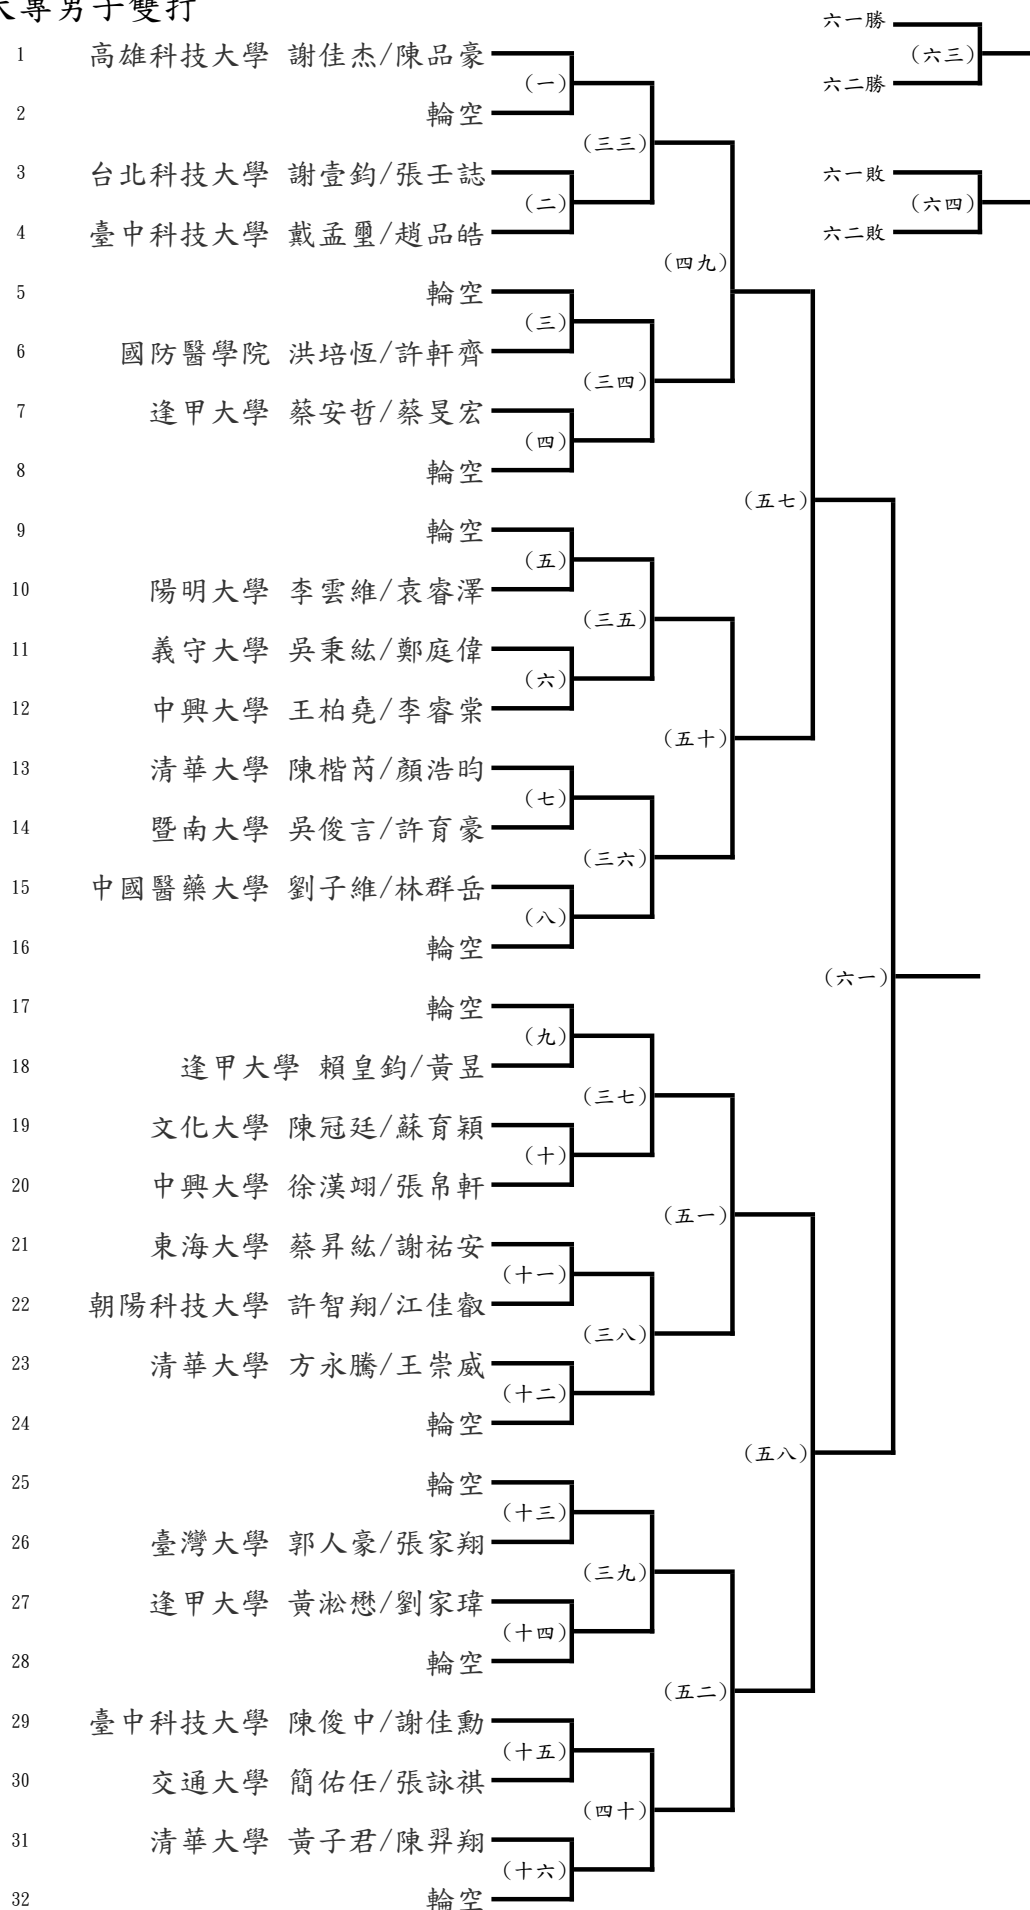 大專男子雙打
六一勝
(六三)
六二勝
六一敗
(六四)
六二敗
1 高雄科技大學 謝佳杰/陳品豪
(一)
2 輪空
(三三)
3 台北科技大學 謝壹鈞/張壬誌
(二)
4 臺中科技大學 戴孟璽/趙品皓
(四九)
5 輪空
(三)
6 國防醫學院 洪培恆/許軒齊
(三四)
7 逢甲大學 蔡安哲/蔡旻宏
(四)
8 輪空
(五七)
9 輪空
(五)
10 陽明大學 李雲維/袁睿澤
(三五)
11 義守大學 吳秉紘/鄭庭偉
(六)
12 中興大學 王柏堯/李睿棠
(五十)
13 清華大學 陳楷芮/顏浩昀
(七)
14 暨南大學 吳俊言/許育豪
(三六)
15 中國醫藥大學 劉子維/林群岳
(八)
16 輪空
(六一)
17 輪空
(九)
18 逢甲大學 賴皇鈞/黃昱
(三七)
19 文化大學 陳冠廷/蘇育穎
(十)
20 中興大學 徐漢翊/張帛軒
(五一)
21 東海大學 蔡昇紘/謝祐安
(十一)
22 朝陽科技大學 許智翔/江佳叡
(三八)
23 清華大學 方永騰/王崇威
(十二)
24 輪空
(五八)
25 輪空
(十三)
26 臺灣大學 郭人豪/張家翔
(三九)
27 逢甲大學 黃淞懋/劉家瑋
(十四)
28 輪空
(五二)
29 臺中科技大學 陳俊中/謝佳勳
(十五)
30 交通大學 簡佑任/張詠祺
(四十)
31 清華大學 黃子君/陳羿翔
(十六)
32 輪空